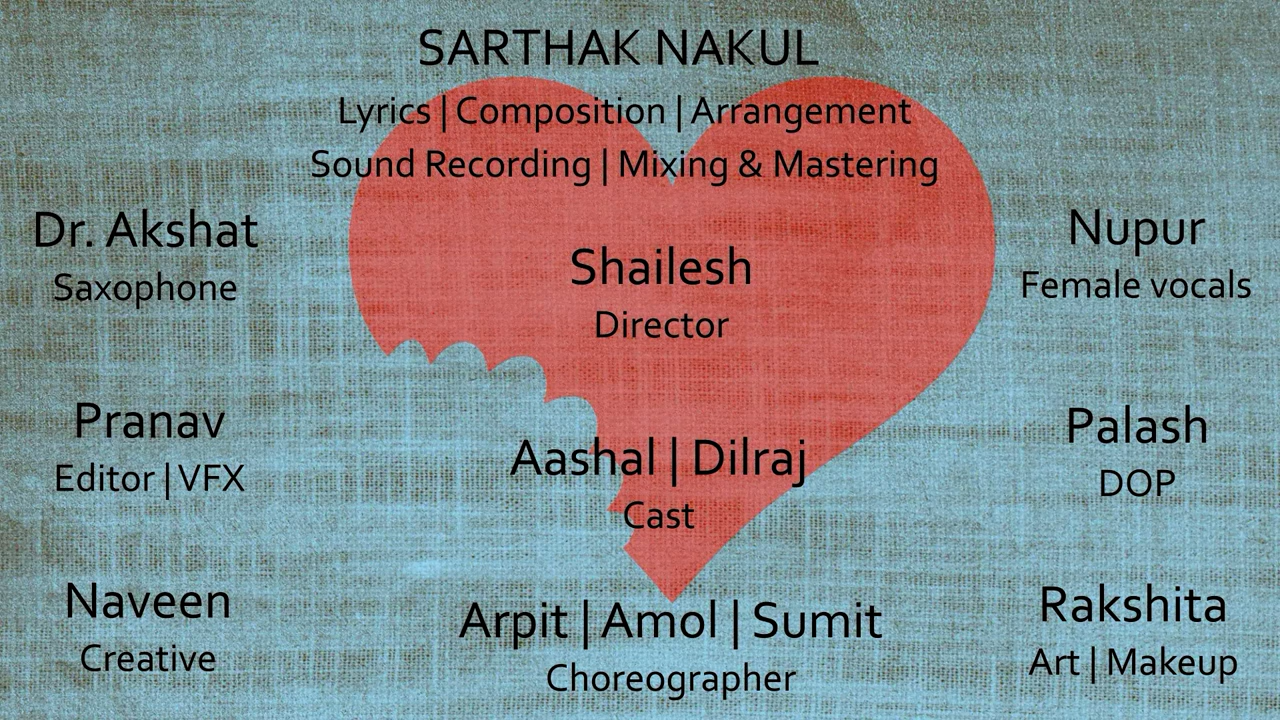 SARTHAK NAKUL
Lyrics | Composition | Arrangement
Sound Recording | Mixing & Mastering
Dr. Akshat
Saxophone
Shailesh
Director
Nupur
Female vocals
Pranav
Editor | VFX
Aashal | Dilraj
Cast
Palash
DOP
Naveen
Creative
Arpit | Amol | Sumit
Choreographer
Rakshita
Art | Makeup